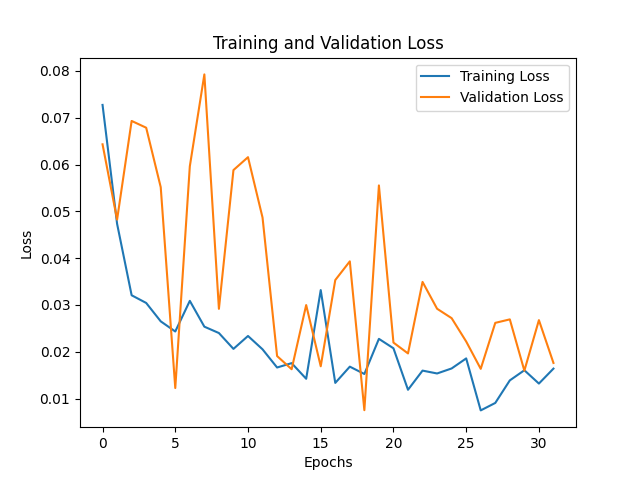 Training and Validation Loss
Training Loss
Validation Loss
0.08
0.07
0.06
0.05
0.04
0.03
0.02
0.01
Loss
0 5 10 15 20 25 30
Epochs